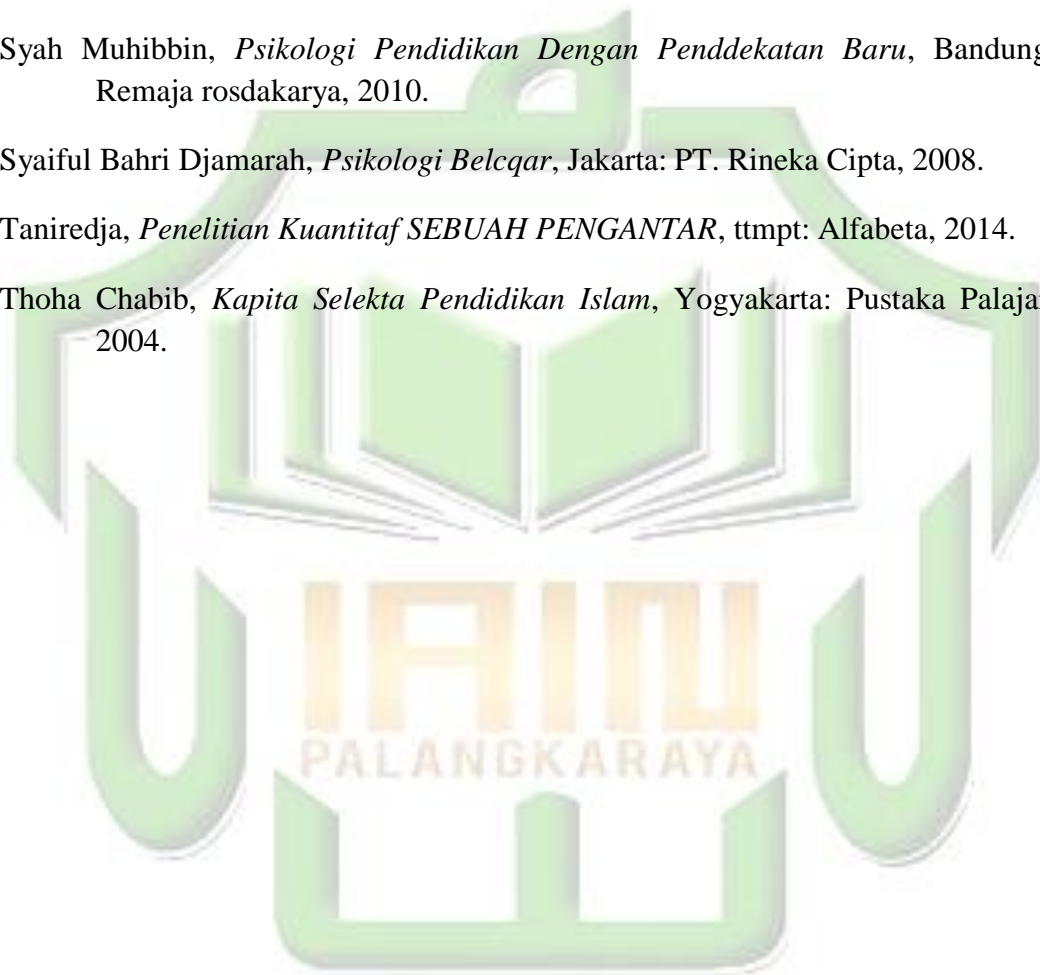 Syah Muhibbin, Psikologi Pendidikan Dengan Penddekatan Baru, Bandung
Remaja rosdakarya, 2010.
Syaiful Bahri Djamarah, Psikologi Belcqar, Jakarta: PT. Rineka Cipta, 2008.
Taniredja, Penelitian Kuantitaf SEBUAH PENGANTAR, ttmpt: Alfabeta, 2014.
Thoha Chabib, Kapita Selekta Pendidikan Islam, Yogyakarta: Pustaka Palajar
2004.
IAIN
PALANGKARAYA